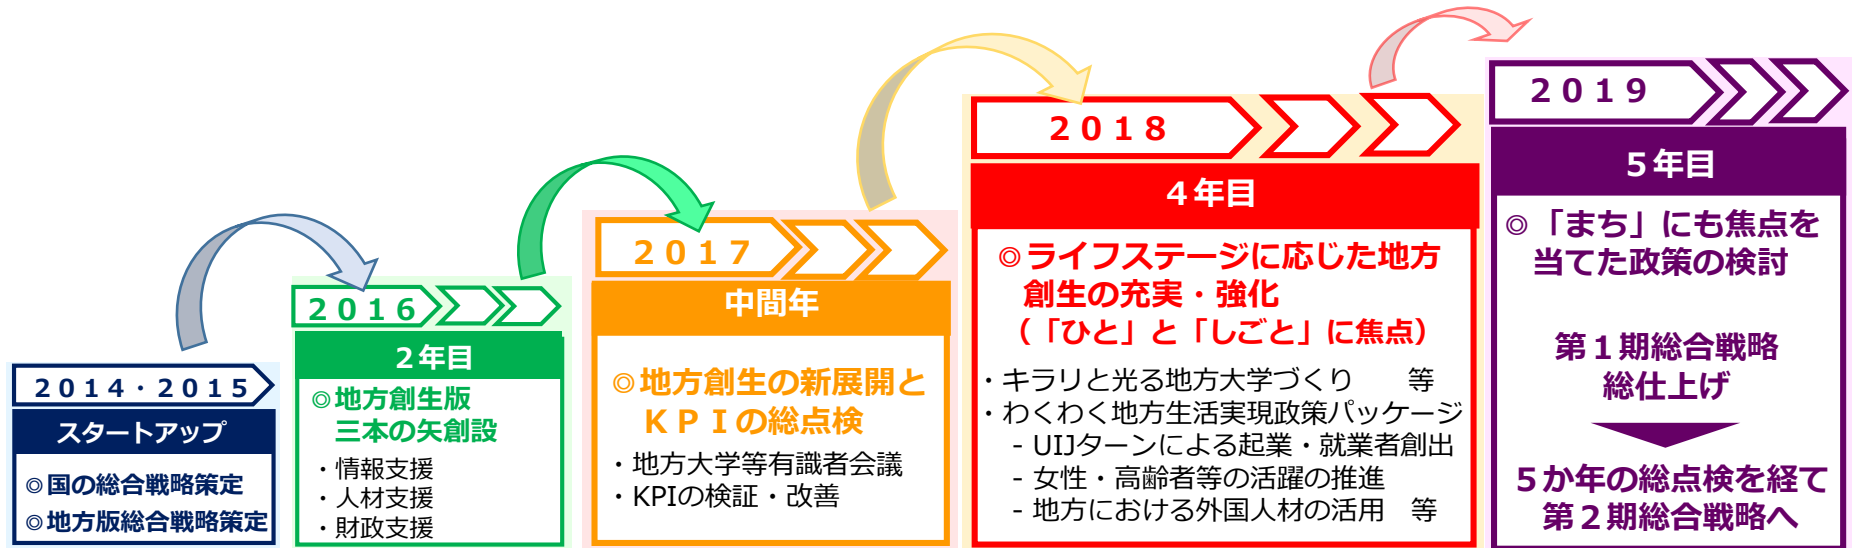 ２０１４・２０１５
スタートアップ
◎国の総合戦略策定
◎地方版総合戦略策定
２０１６
２年目
◎地方創生版
三本の矢創設
・情報支援
・人材支援
・財政支援
２０１７
中間年
◎地方創生の新展開と
ＫＰＩの総点検
・地方大学等有識者会議
・KPIの検証・改善
２０１８
４年目
◎ライフステージに応じた地方
創生の充実・強化
（「ひと」と「しごと」に焦点）
・キラリと光る地方大学づくり　　等
・わくわく地方生活実現政策パッケージ
- UIJターンによる起業・就業者創出
- 女性・高齢者等の活躍の推進
- 地方における外国人材の活用　等
２０１９
５年目
◎「まち」にも焦点を
当てた政策の検討
第１期総合戦略
総仕上げ
５か年の総点検を経て
第２期総合戦略へ